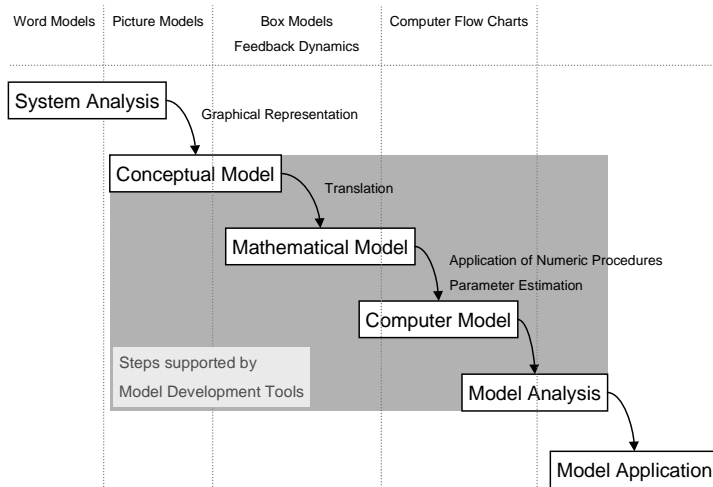 Word Models
Picture Models
Box Models
Feedback Dynamics
Computer Flow Charts
System Analysis
Graphical Representation
Conceptual Model
Translation
Mathematical Model
Application of Numeric Procedures
Parameter Estimation
Computer Model
Steps supported by
Model Development Tools
Model Analysis
Model Application